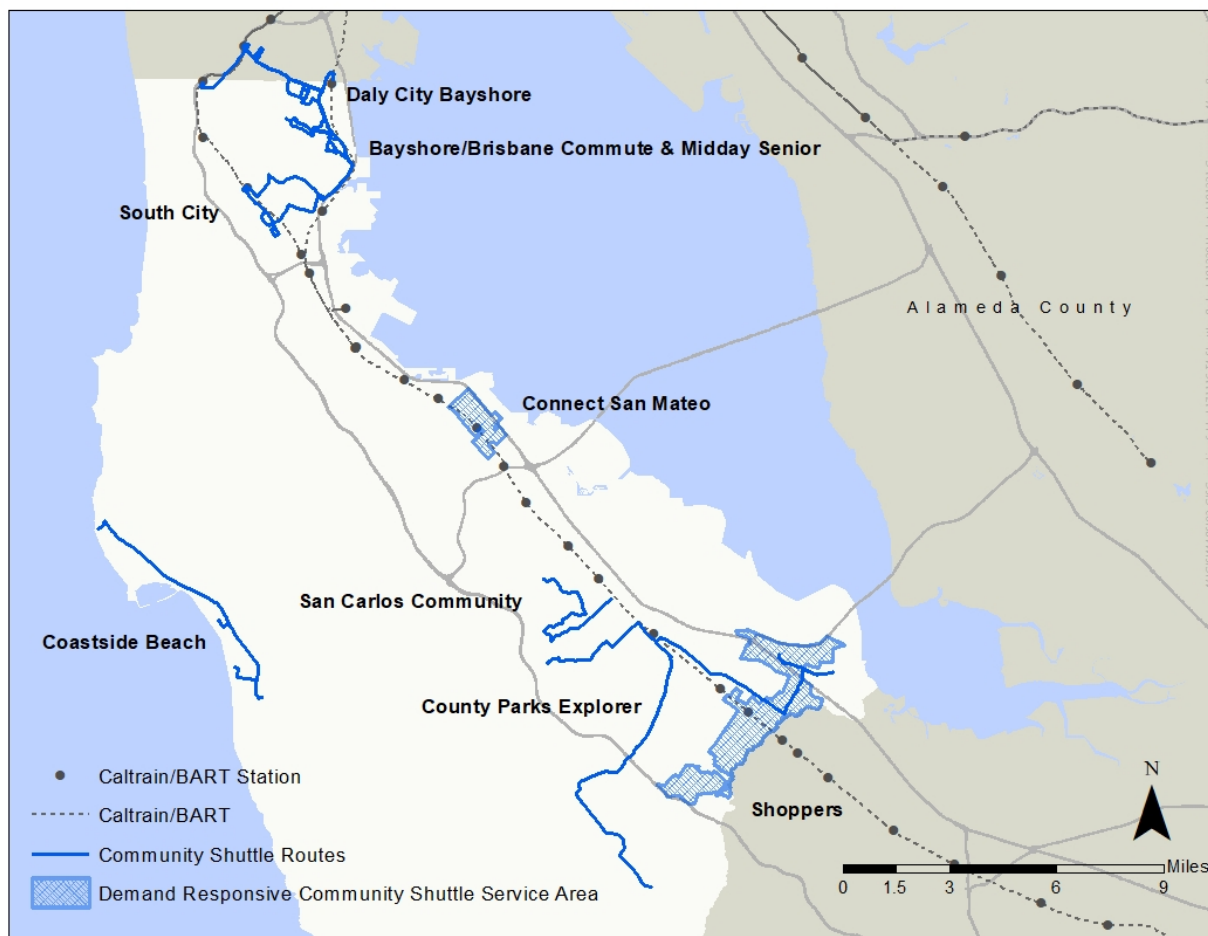 Daly City Bayshore
Bayshore/Brisbane Commute & Midday Senior
South City
Alameda County
Connect San Mateo
San Carlos Community
Coastside Beach
County Parks Explorer
Shoppers
Caltrain/BART Station
Caltrain/BART
Community Shuttle Routes
Demand Responsive Community Shuttle Service Area
N
Miles
0 1.5 3 6 9